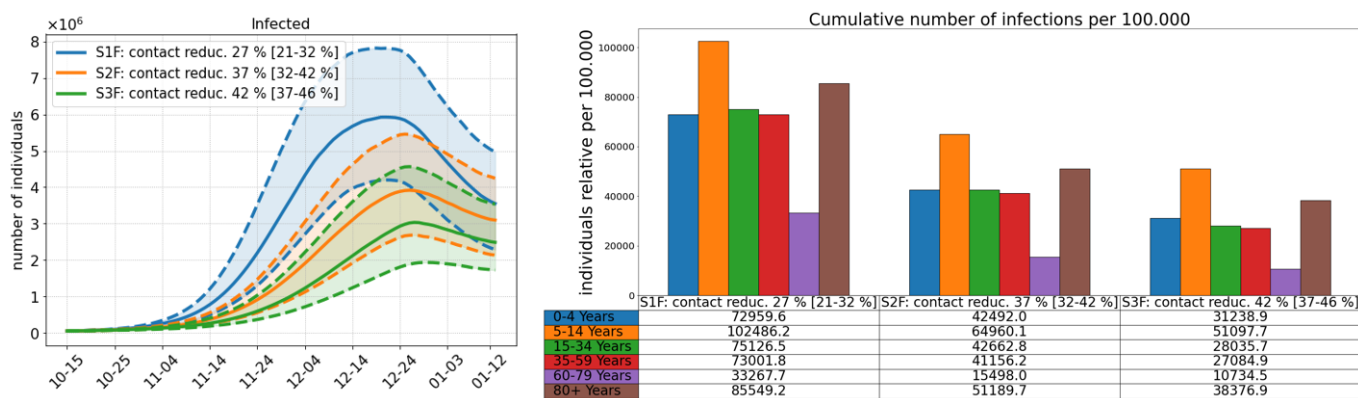 Infected
×10⁶
S1F: contact reduc. 27 % [21-32 %]
S2F: contact reduc. 37 % [32-42 %]
S3F: contact reduc. 42 % [37-46 %]
number of individuals
8
7
6
5
4
3
2
1
0
10-15 10-25 11-04 11-14 11-24 12-04 12-14 12-24 01-03 01-12
Cumulative number of infections per 100.000
individuals relative per 100.000
100000
80000
60000
40000
20000
0
S1F: contact reduc. 27 % [21-32 %] S2F: contact reduc. 37 % [32-42 %] S3F: contact reduc. 42 % [37-46 %]
0-4 Years 72959.6 42492.0 31238.9
5-14 Years 102486.2 64960.1 51097.7
15-34 Years 75126.5 42662.8 28035.7
35-59 Years 73001.8 41156.2 27084.9
60-79 Years 33267.7 15498.0 10734.5
80+ Years 85549.2 51189.7 38376.9